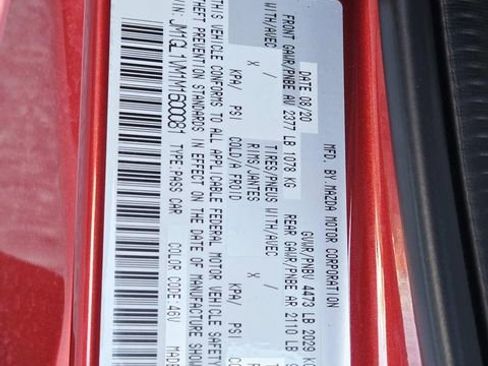 MFD. BY MAZDA MOTOR CORPORATION
DATE 08/20 GVWR/PNBV 4473 LB 2029 KG
FRONT GAWR/PNBE AV 2377 LB 1078 KG REAR GAWR/PNBE AR 2110 LB
WITH/AVEC TIRES/PNEUS WITH/AVEC
X RIMS/JANTES X
KPA/ PSI COLD/A FROID KPA/ PSI
THIS VEHICLE CONFORMS TO ALL APPLICABLE FEDERAL MOTOR VEHICLE SAFETY
THEFT PREVENTION STANDARDS IN EFFECT ON THE DATE OF MANUFACTURE SHOW
JM1GL1VM1M1600081 TYPE:PASS CAR COLOR CODE:46V